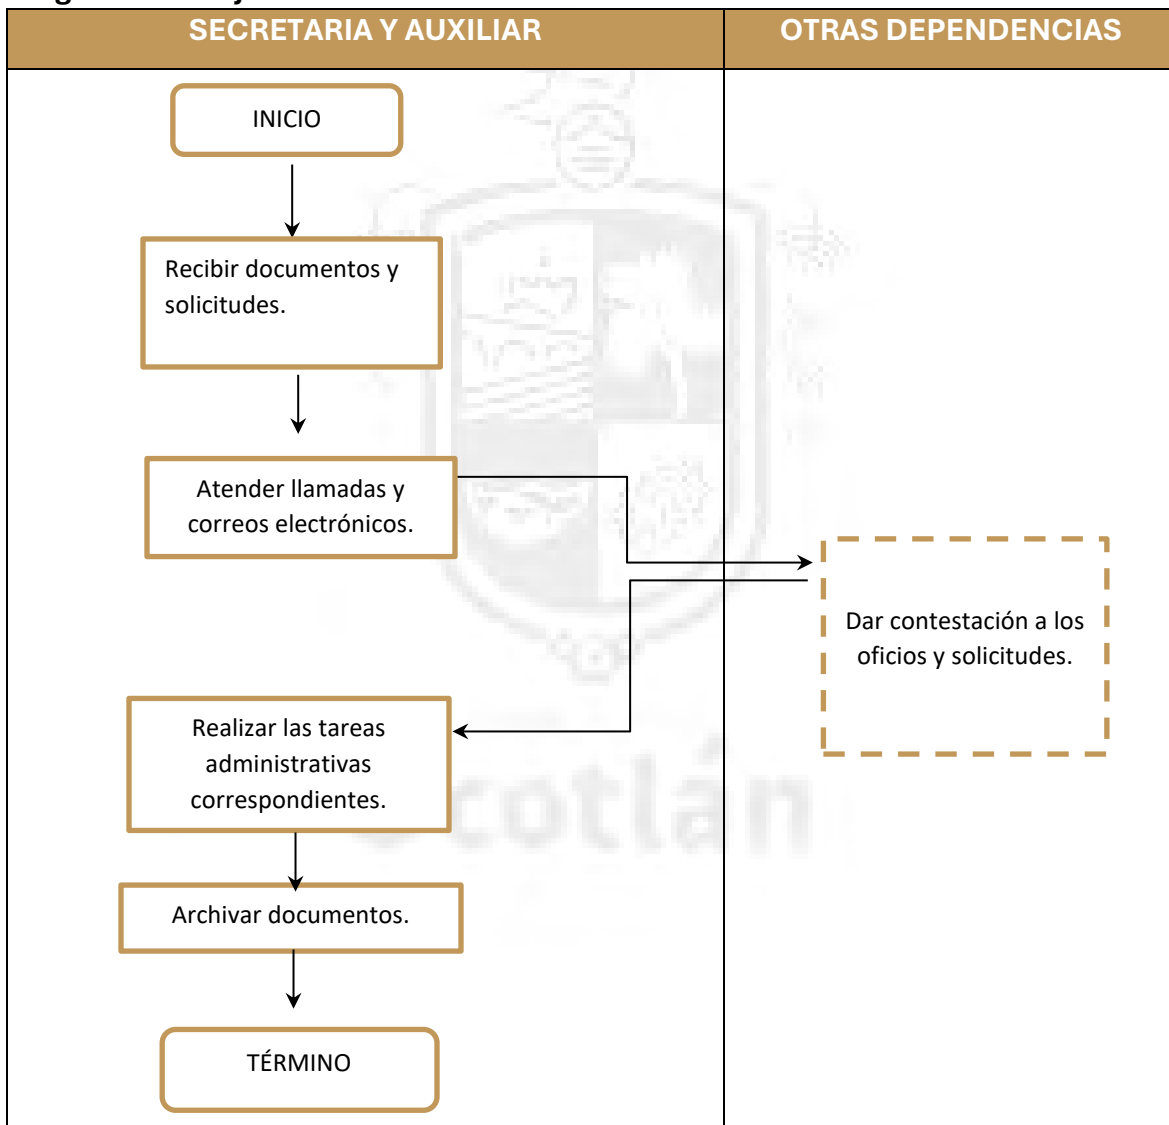 SECRETARIA Y AUXILIAR
OTRAS DEPENDENCIAS
INICIO
Recibir documentos y
solicitudes.
Atender llamadas y
correos electrónicos.
Dar contestación a los
oficios y solicitudes.
Realizar las tareas
administrativas
correspondientes.
cotlán
Archivar documentos.
TÉRMINO